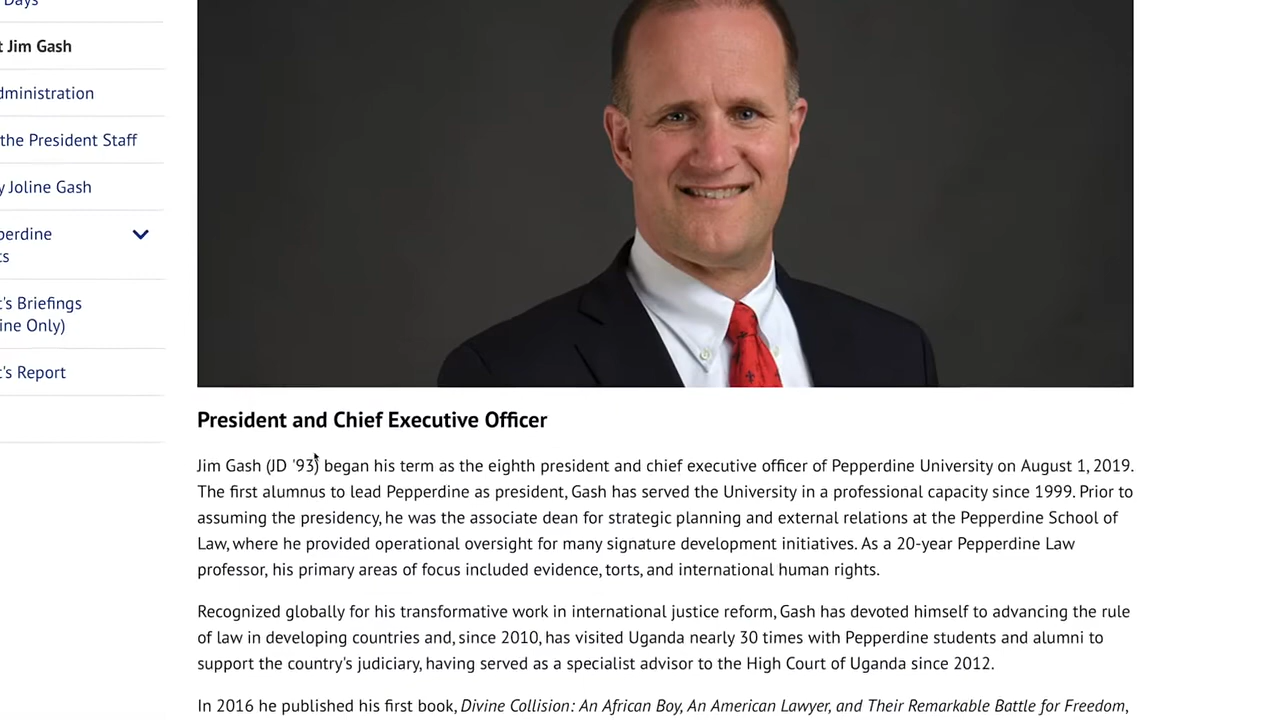 Days
t Jim Gash
dministration
the President Staff
y Joline Gash
perdine
ts
t's Briefings
ine Only)
t's Report
President and Chief Executive Officer
Jim Gash (JD '93) began his term as the eighth president and chief executive officer of Pepperdine University on August 1, 2019.
The first alumnus to lead Pepperdine as president, Gash has served the University in a professional capacity since 1999. Prior to
assuming the presidency, he was the associate dean for strategic planning and external relations at the Pepperdine School of
Law, where he provided operational oversight for many signature development initiatives. As a 20-year Pepperdine Law
professor, his primary areas of focus included evidence, torts, and international human rights.
Recognized globally for his transformative work in international justice reform, Gash has devoted himself to advancing the rule
of law in developing countries and, since 2010, has visited Uganda nearly 30 times with Pepperdine students and alumni to
support the country's judiciary, having served as a specialist advisor to the High Court of Uganda since 2012.
In 2016 he published his first book, Divine Collision: An African Boy, An American Lawyer, and Their Remarkable Battle for Freedom,